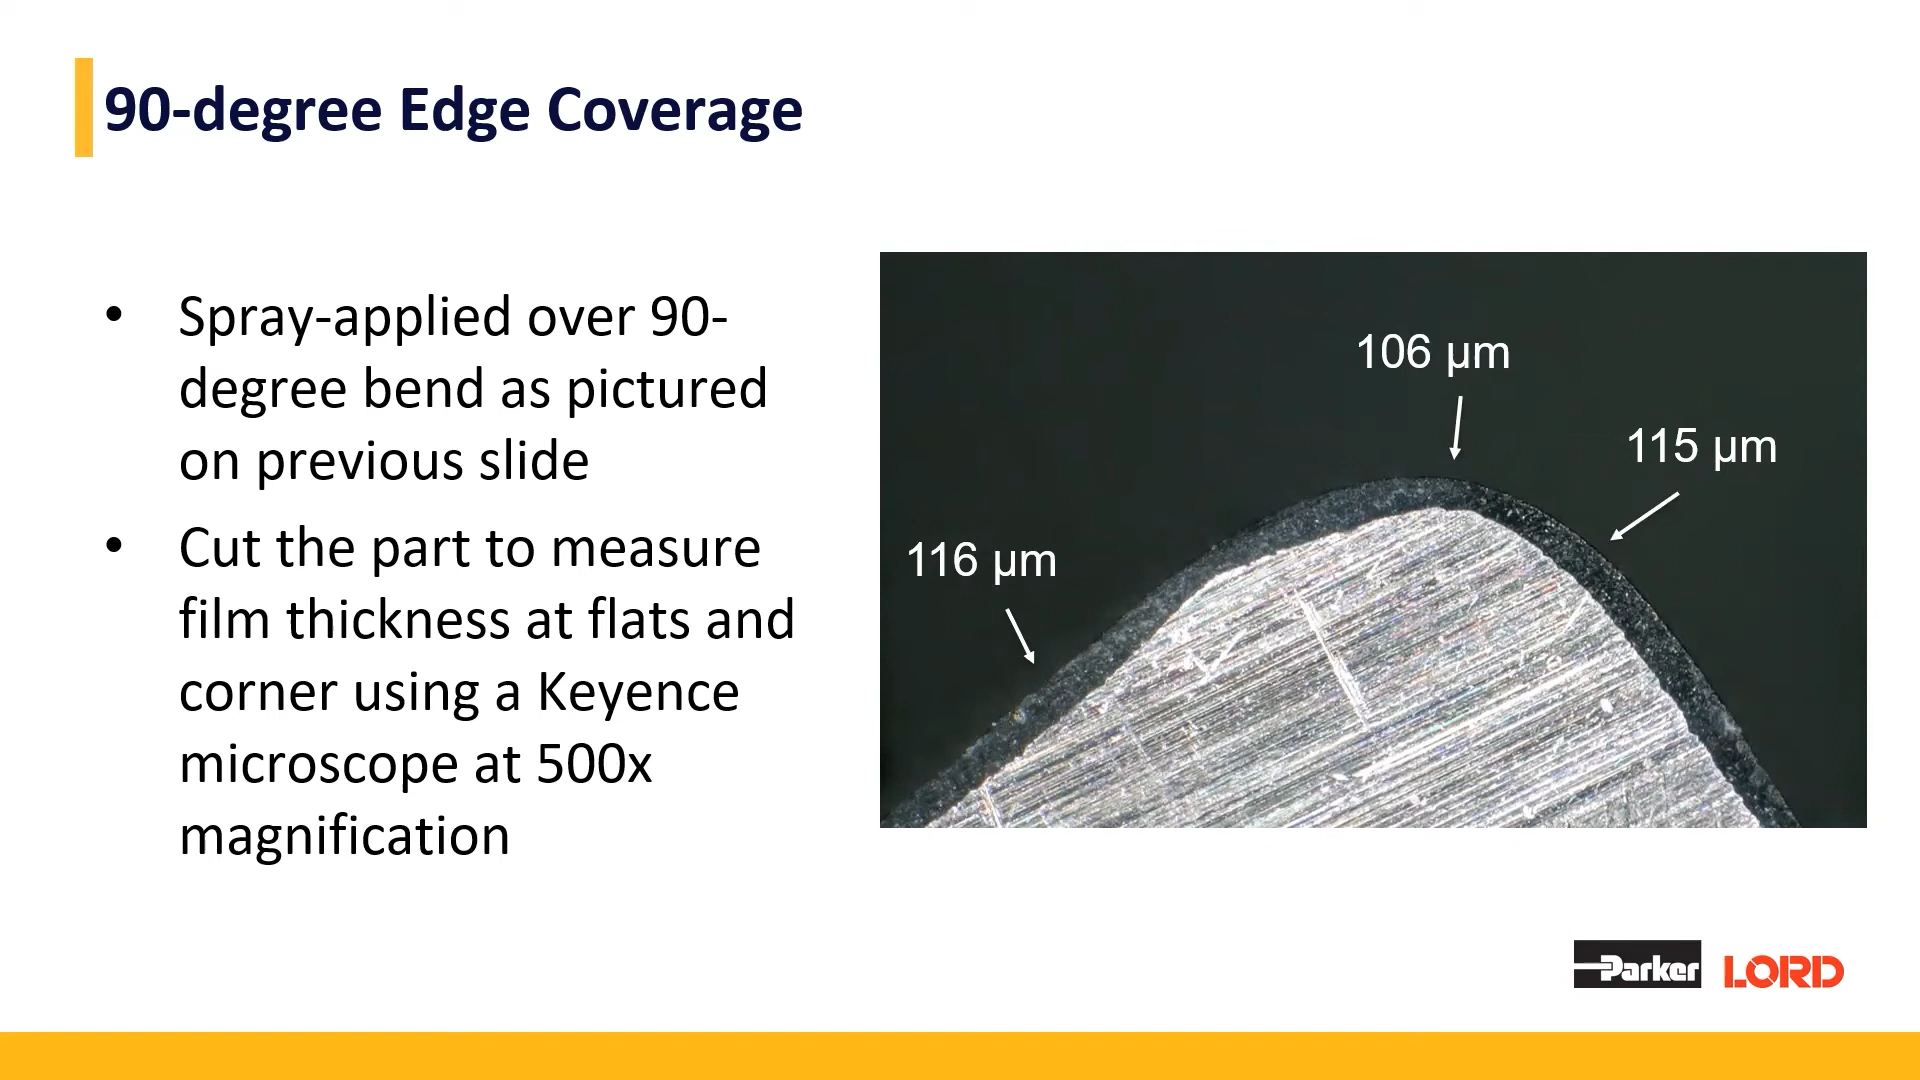 90-degree Edge Coverage
• Spray-applied over 90-
degree bend as pictured
on previous slide
• Cut the part to measure
film thickness at flats and
corner using a Keyence
microscope at 500x
magnification
106 µm
115 µm
116 µm
Parker LORD